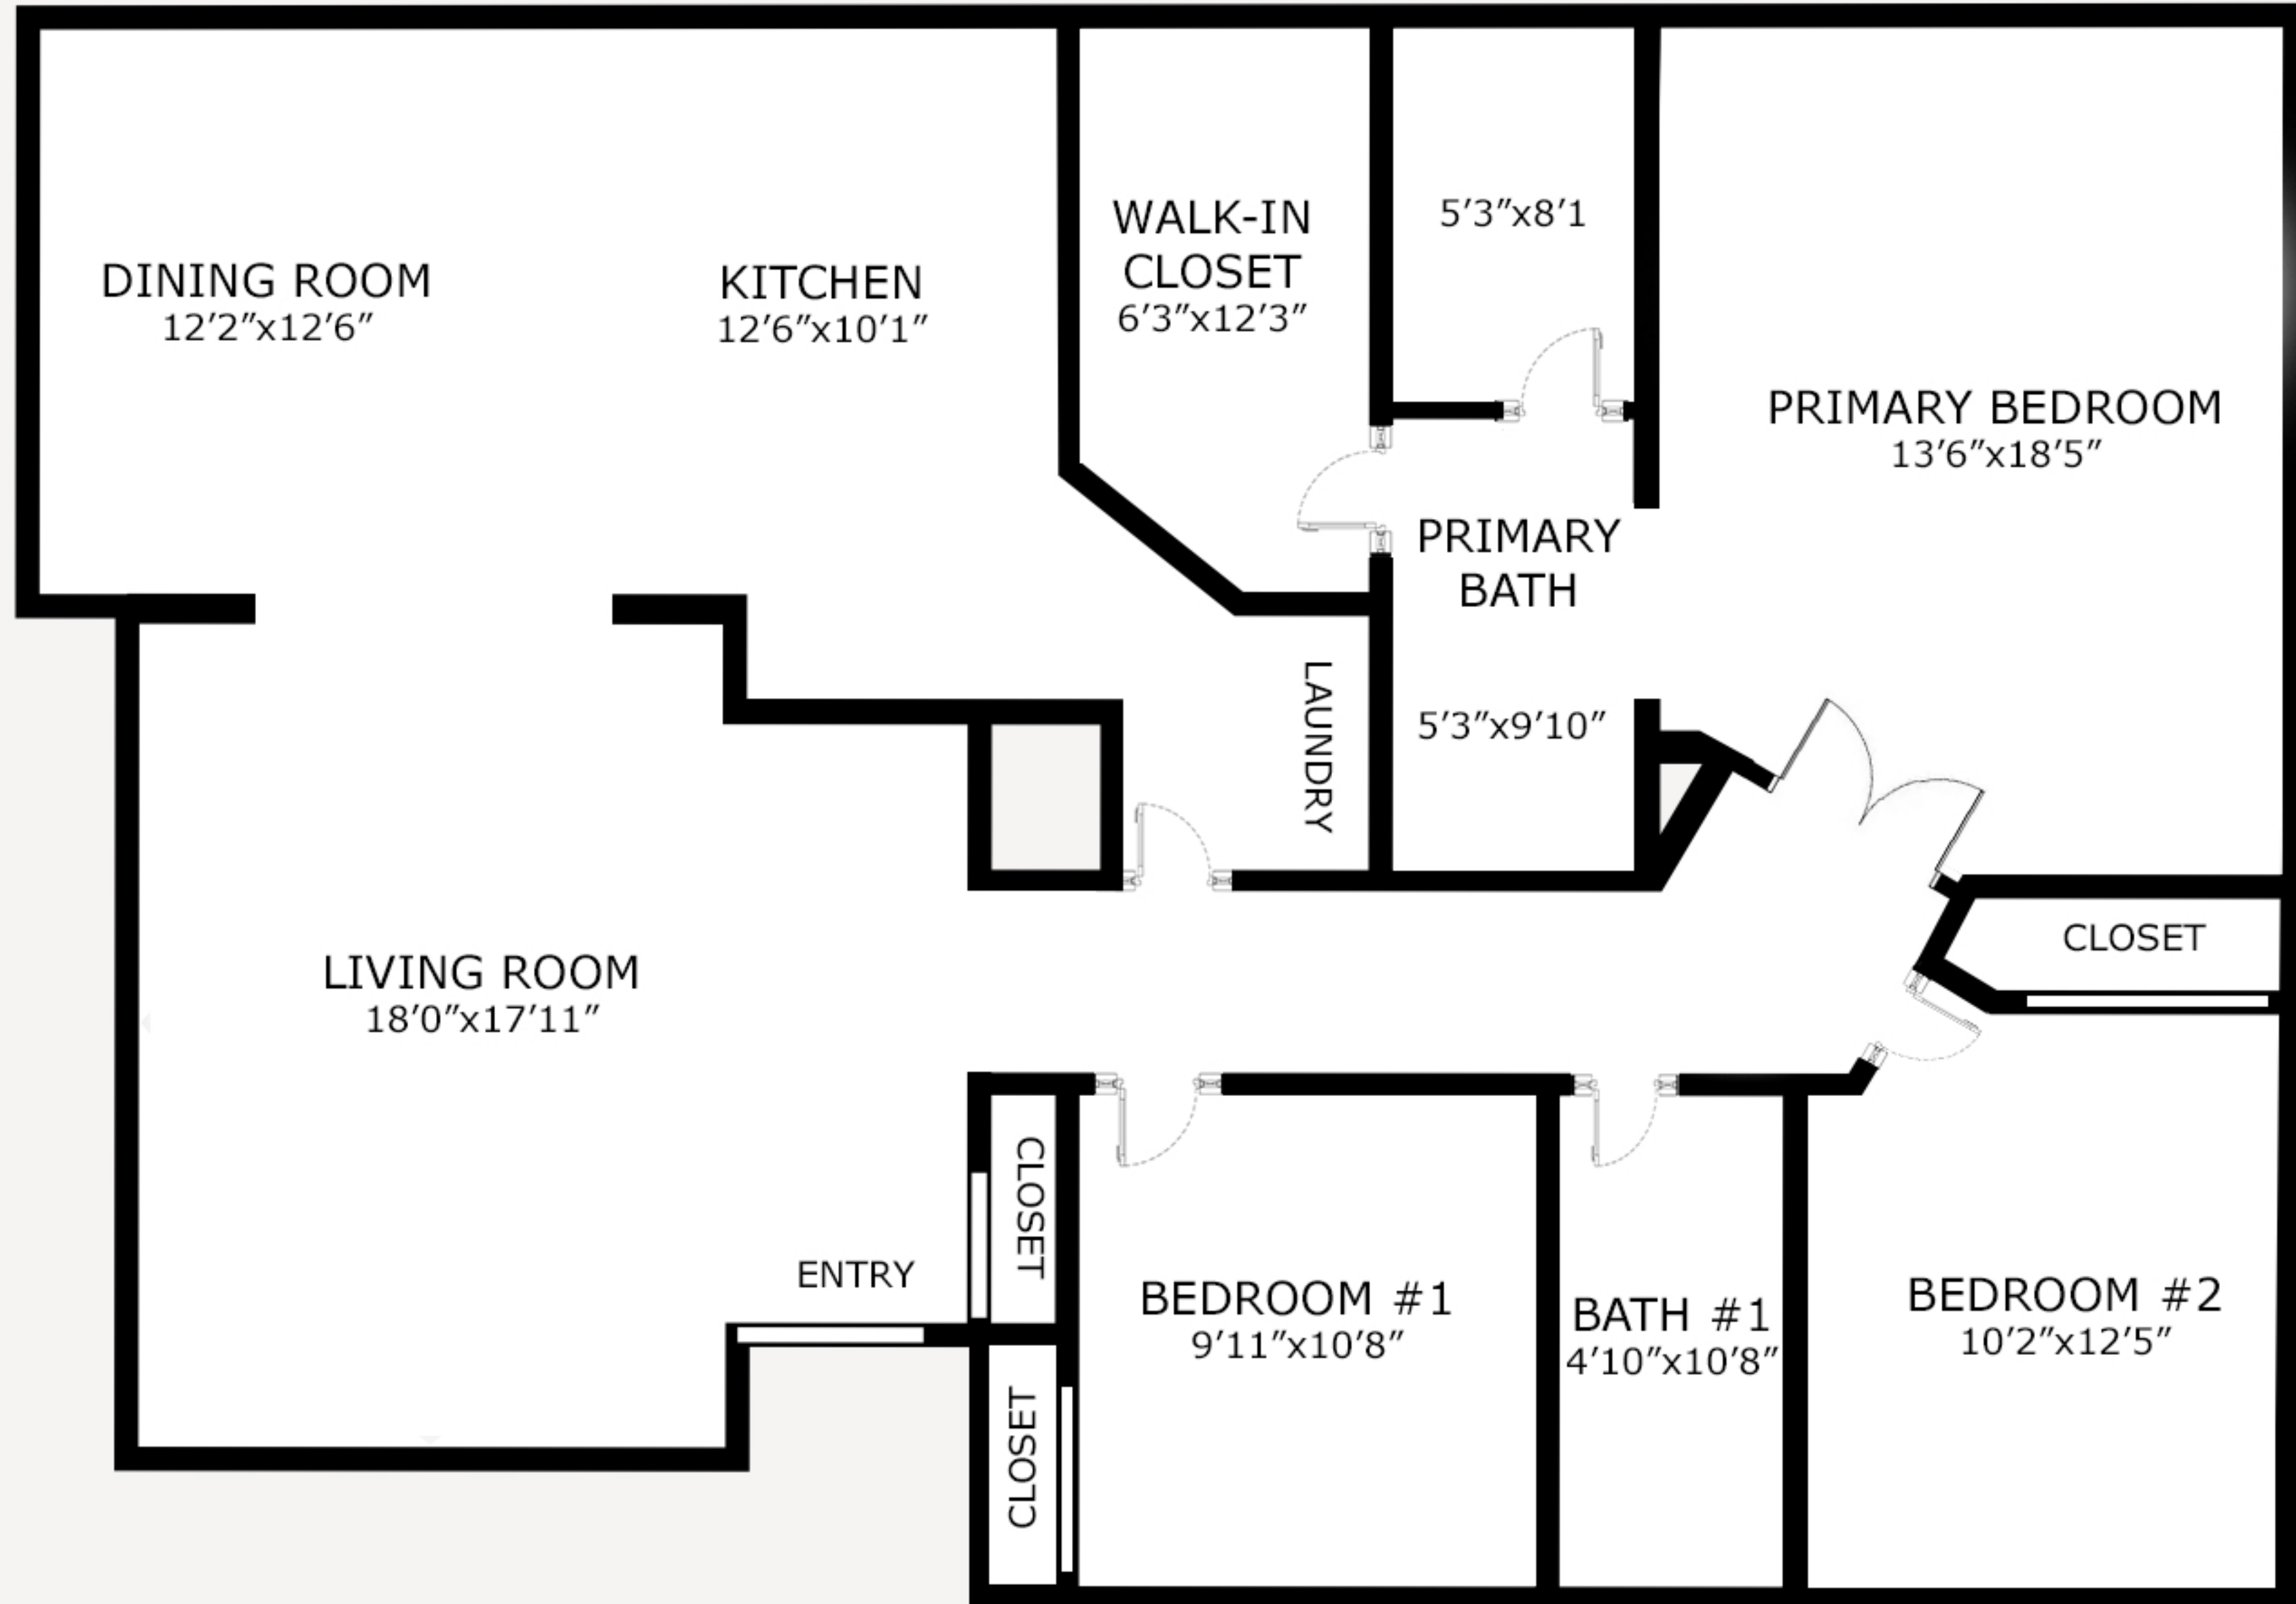 DINING ROOM
12'2"x12'6"
KITCHEN
12'6"x10'1"
WALK-IN
CLOSET
6'3"x12'3"
5'3"x8'1
PRIMARY BEDROOM
13'6"x18'5"
PRIMARY
BATH
5'3"x9'10"
LAUNDRY
LIVING ROOM
18'0"x17'11"
CLOSET
CLOSET
ENTRY
CLOSET
BEDROOM #1
9'11"x10'8"
BATH #1
4'10"x10'8"
BEDROOM #2
10'2"x12'5"